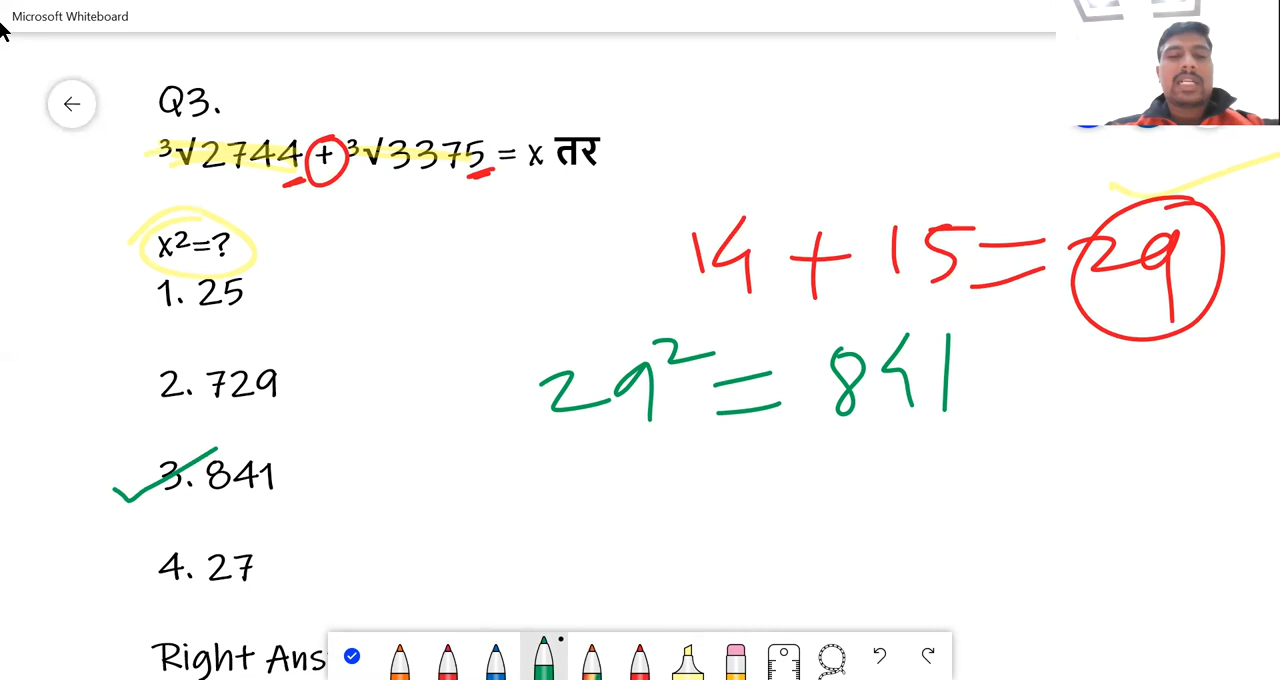 Microsoft Whiteboard
Q3.
³√2744 + ³√3375 = x तर
x²=?
1. 25
2. 729
3. 841
4. 27
Right Ans
14 + 15 = 29
29² = 841